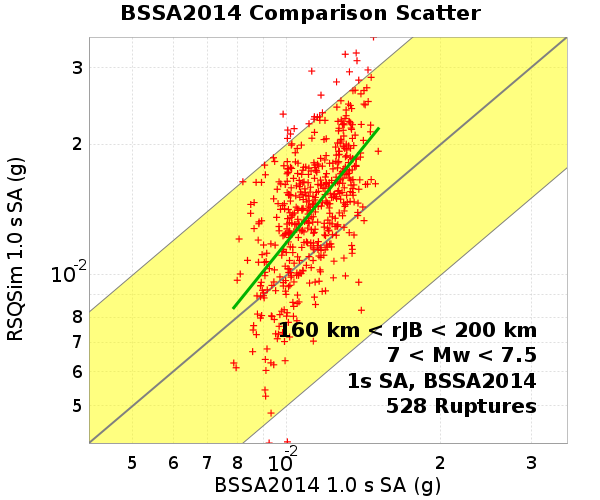 BSSA2014 Comparison Scatter
RSQSim 1.0 s SA (g)
3
2
10-2
8
7
6
5
160 km < rJB < 200 km
7 < Mw < 7.5
1s SA, BSSA2014
528 Ruptures
5 6 7 8 10-2 2 3
BSSA2014 1.0 s SA (g)